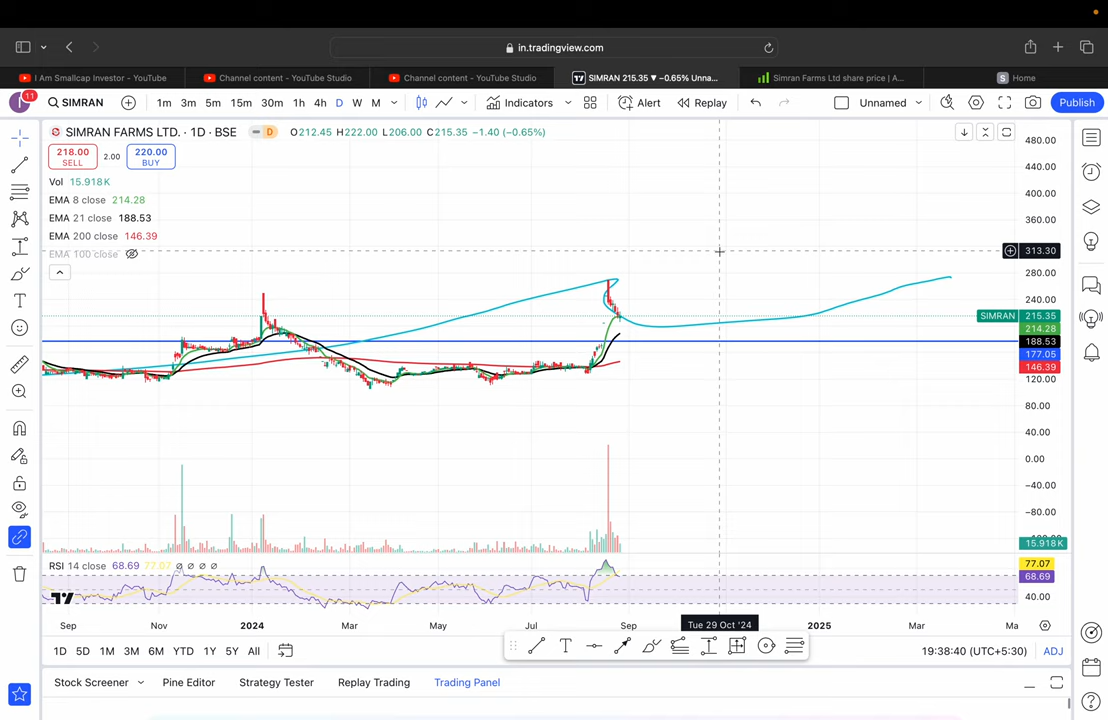 in.tradingview.com
I Am Smallcap Investor - YouTube
Channel content - YouTube Studio
Channel content - YouTube Studio
SIMRAN 215.35 ▼ −0.65% Unna...
Simran Farms Ltd share price | A...
S Home
11
SIMRAN
1m 3m 5m 15m 30m 1h 4h D W M
Indicators
Alert
Replay
Unnamed
Publish
SIMRAN FARMS LTD. · 1D · BSE
D
O212.45 H222.00 L206.00 C215.35 −1.40 (−0.65%)
218.00
SELL
2.00
220.00
BUY
Vol 15.918K
EMA 8 close 214.28
EMA 21 close 188.53
EMA 200 close 146.39
EMA 100 close
480.00
440.00
400.00
360.00
313.30
280.00
240.00
SIMRAN 215.35
214.28
188.53
177.05
146.39
120.00
80.00
40.00
0.00
−40.00
−80.00
15.918K
RSI 14 close 68.69 77.07 ∅ ∅ ∅ ∅
77.07
68.69
40.00
Sep Nov 2024 Mar May Jul Sep Tue 29 Oct '24 2025 Mar Ma
1D 5D 1M 3M 6M YTD 1Y 5Y All
19:38:40 (UTC+5:30)
ADJ
Stock Screener
Pine Editor
Strategy Tester
Replay Trading
Trading Panel